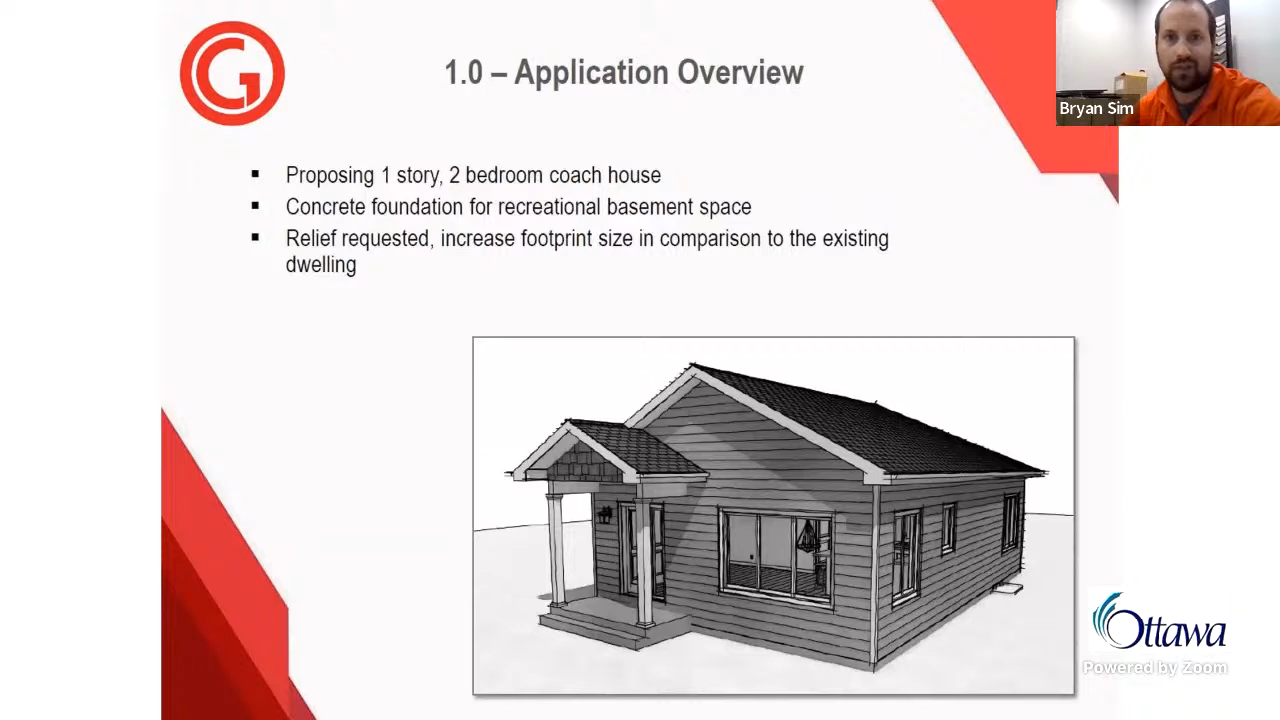 1.0 – Application Overview
Bryan Sim
▪ Proposing 1 story, 2 bedroom coach house
▪ Concrete foundation for recreational basement space
▪ Relief requested, increase footprint size in comparison to the existing
dwelling
Ottawa
Powered by Zoom